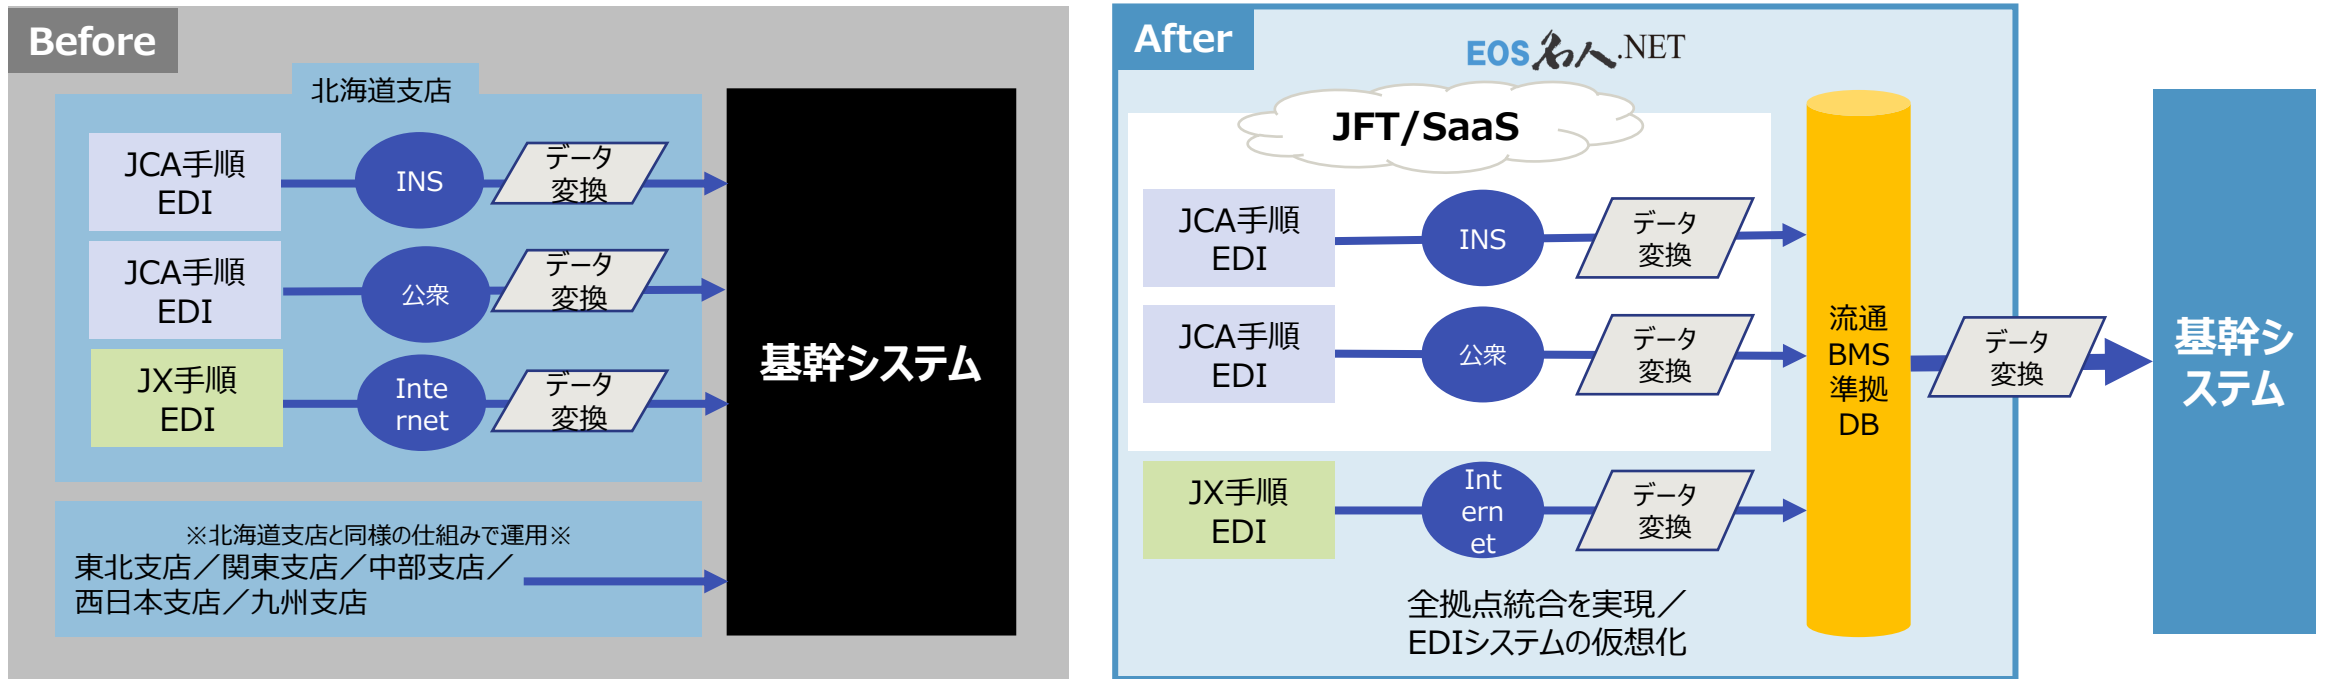 Before
北海道支店
JCA手順
EDI
INS
データ
変換
JCA手順
EDI
公衆
データ
変換
JX手順
EDI
Inte
rnet
データ
変換
基幹システム
※北海道支店と同様の仕組みで運用※
東北支店／関東支店／中部支店／
西日本支店／九州支店
After
EOS名人.NET
JFT/SaaS
JCA手順
EDI
INS
データ
変換
JCA手順
EDI
公衆
データ
変換
JX手順
EDI
Int
ern
et
データ
変換
全拠点統合を実現／
EDIシステムの仮想化
流通
BMS
準拠
DB
データ
変換
基幹シ
ステム